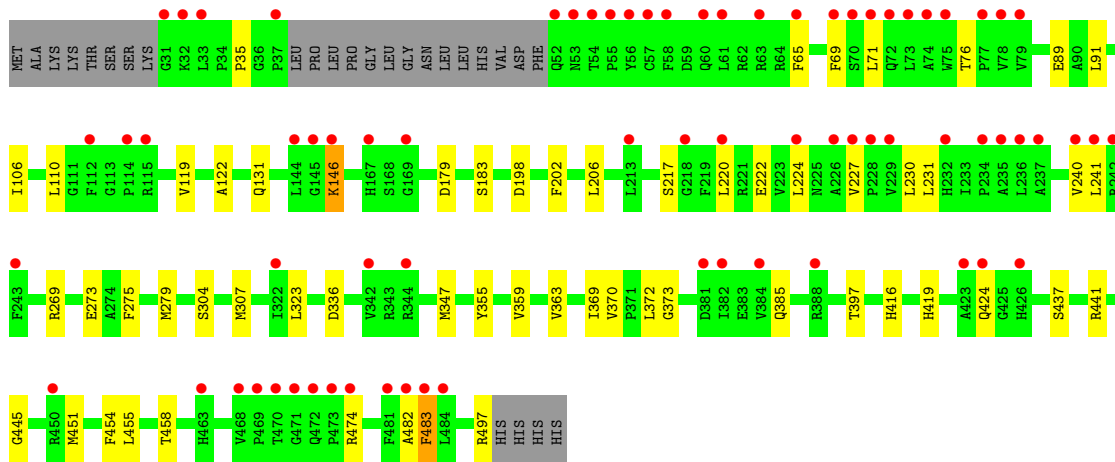 MET ALA LYS LYS THR SER SER LYS G31 K32 L33 P34 P35 G36 P37 LEU PRO LEU PRO GLY LEU GLY ASN LEU LEU HIS VAL ASP PHE Q52 N53 T54 P55 Y56 C57 F58 D59 Q60 L61 R62 R63 R64 F65 F69 S70 L71 Q72 L73 A74 W75 T76 P77 V78 V79 E89 A90 L91
I106 L110 G111 F112 G113 P114 R115 V119 A122 Q131 L144 G145 K146 H167 S168 G169 D179 S183 D198 F202 L206 L213 S217 G218 F219 L220 R221 E222 V223 L224 N225 A226 V227 P228 V229 L230 L231 H232 I233 P234 A235 L236 A237 V240 L241 R242
F243 R269 E273 A274 F275 M279 S304 M307 I322 L323 D336 V342 R343 R344 M347 Y355 V359 V363 I369 V370 P371 L372 G373 D381 I382 E383 V384 Q385 R388 T397 H416 H419 A423 Q424 G425 H426 S437 R441
G445 R450 M451 F454 L455 T458 H463 V468 P469 T470 G471 Q472 P473 R474 F481 A482 F483 L484 R497 HIS HIS HIS HIS